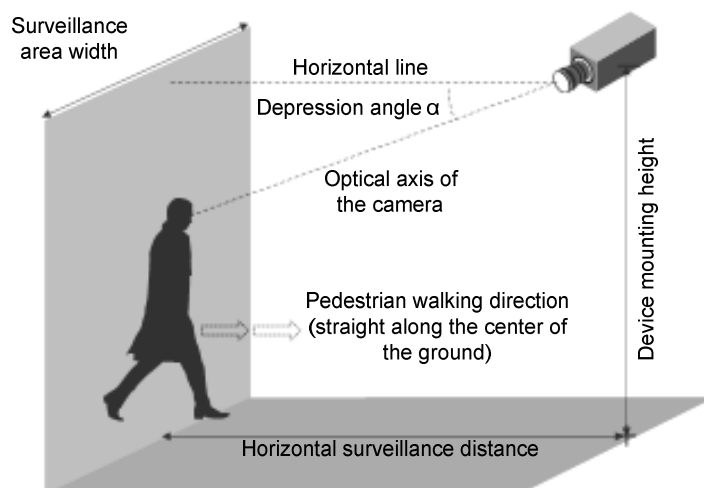 Surveillance
area width
Horizontal line
Depression angle α
Optical axis of
the camera
Device mounting height
Pedestrian walking direction
(straight along the center of
the ground)
Horizontal surveillance distance